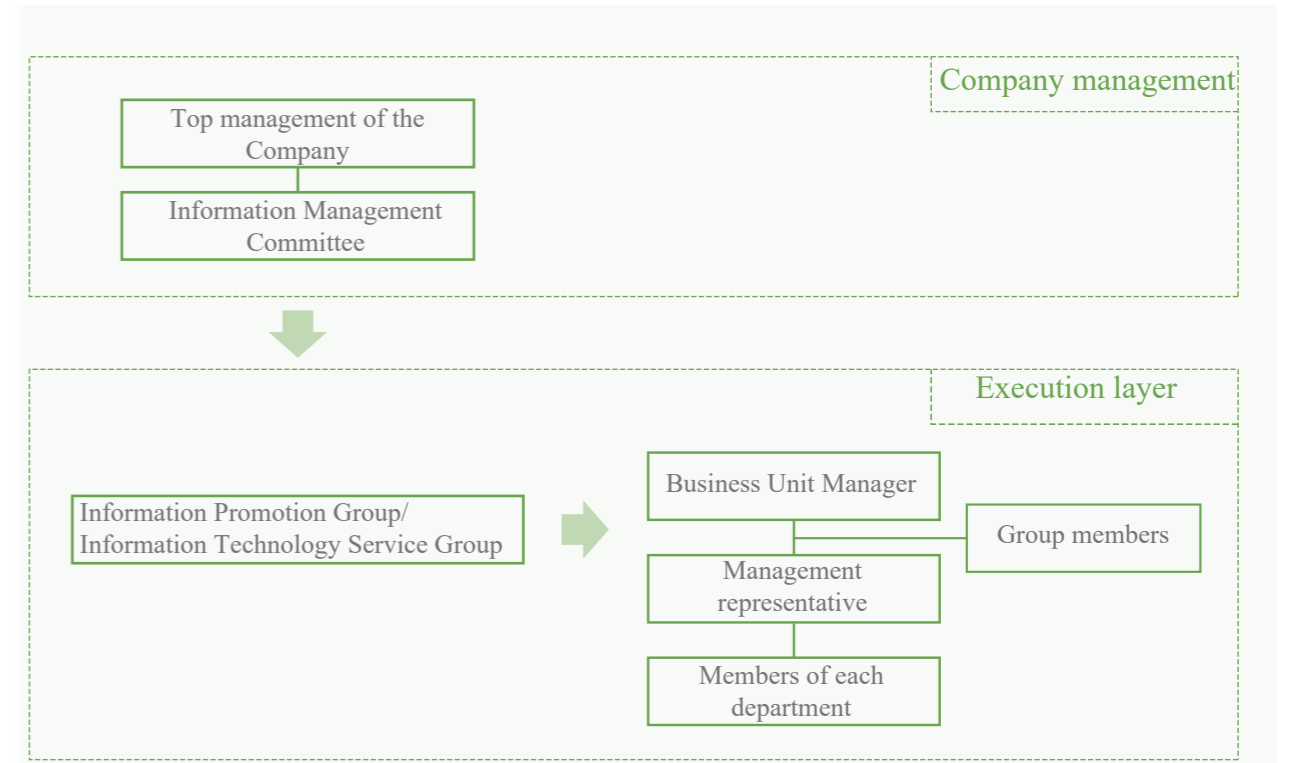 Company management
Top management of the
Company
Information Management
Committee
Execution layer
Information Promotion Group/
Information Technology Service Group
Business Unit Manager
Group members
Management
representative
Members of each
department